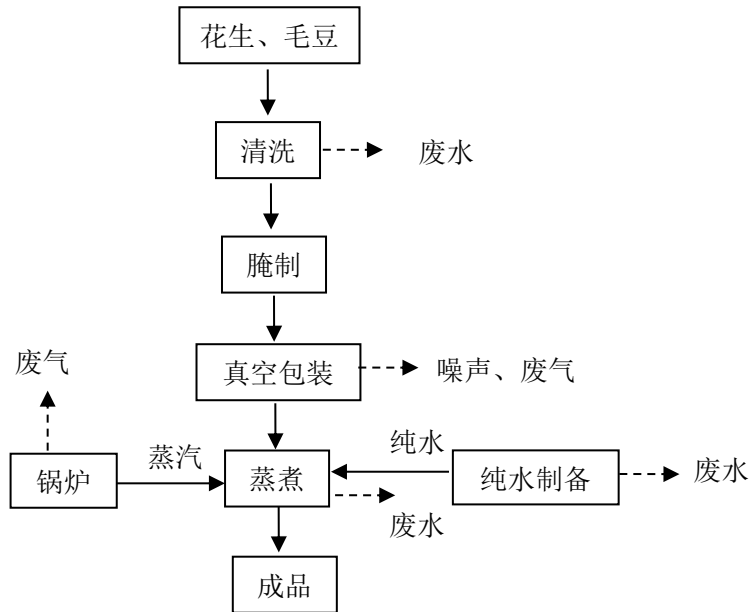 花生、毛豆
清洗
废水
腌制
废气
真空包装
噪声、废气
锅炉
蒸汽
蒸煮
纯水
纯水制备
废水
废水
成品